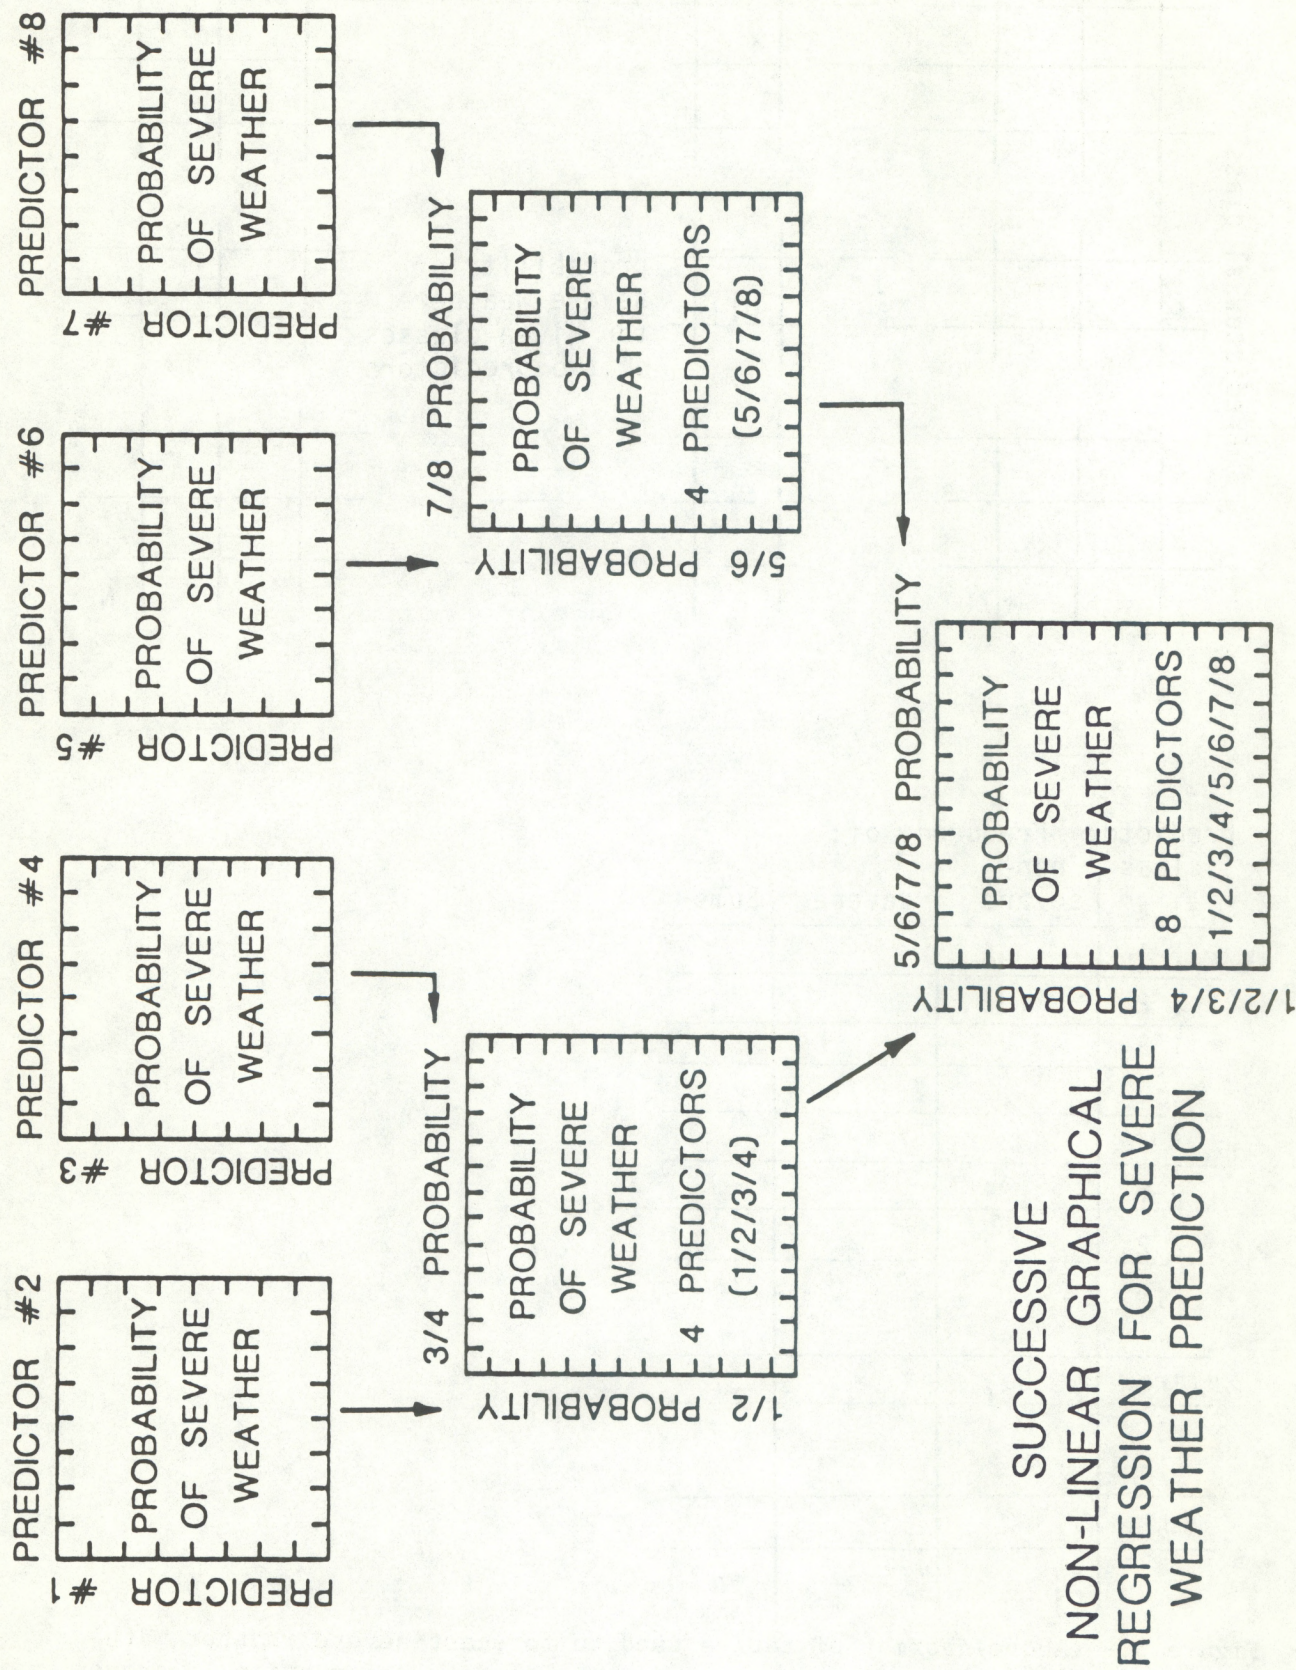 PREDICTOR #2
PREDICTOR #1
PROBABILITY
OF SEVERE
WEATHER
PREDICTOR #4
PREDICTOR #3
PROBABILITY
OF SEVERE
WEATHER
PREDICTOR #6
PREDICTOR #5
PROBABILITY
OF SEVERE
WEATHER
PREDICTOR #8
PREDICTOR #7
PROBABILITY
OF SEVERE
WEATHER
3/4 PROBABILITY
1/2 PROBABILITY
PROBABILITY
OF SEVERE
WEATHER
4 PREDICTORS
(1/2/3/4)
7/8 PROBABILITY
5/6 PROBABILITY
PROBABILITY
OF SEVERE
WEATHER
4 PREDICTORS
(5/6/7/8)
5/6/7/8 PROBABILITY
1/2/3/4 PROBABILITY
PROBABILITY
OF SEVERE
WEATHER
8 PREDICTORS
1/2/3/4/5/6/7/8
SUCCESSIVE
NON-LINEAR GRAPHICAL
REGRESSION FOR SEVERE
WEATHER PREDICTION